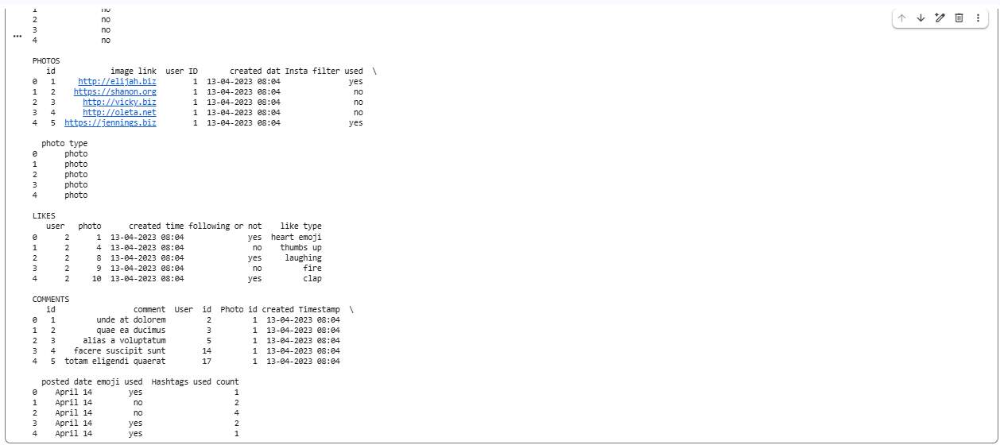 1 no
2 no
3 no
4 no
PHOTOS
id image link user ID created dat Insta filter used \
0 1 http://elijah.biz 1 13-04-2023 08:04 yes
1 2 https://shanon.org 1 13-04-2023 08:04 no
2 3 http://vicky.biz 1 13-04-2023 08:04 no
3 4 http://oleta.net 1 13-04-2023 08:04 no
4 5 https://jennings.biz 1 13-04-2023 08:04 yes
photo type
0 photo
1 photo
2 photo
3 photo
4 photo
LIKES
user photo created time following or not like type
0 2 1 13-04-2023 08:04 yes heart emoji
1 2 4 13-04-2023 08:04 no thumbs up
2 2 8 13-04-2023 08:04 yes laughing
3 2 9 13-04-2023 08:04 no fire
4 2 10 13-04-2023 08:04 yes clap
COMMENTS
id comment User id Photo id created Timestamp \
0 1 unde at dolorem 2 1 13-04-2023 08:04
1 2 quae ea ducimus 3 1 13-04-2023 08:04
2 3 alias a voluptatum 5 1 13-04-2023 08:04
3 4 facere suscipit sunt 14 1 13-04-2023 08:04
4 5 totam eligendi quaerat 17 1 13-04-2023 08:04
posted date emoji used Hashtags used count
0 April 14 yes 1
1 April 14 no 2
2 April 14 no 4
3 April 14 yes 2
4 April 14 yes 1